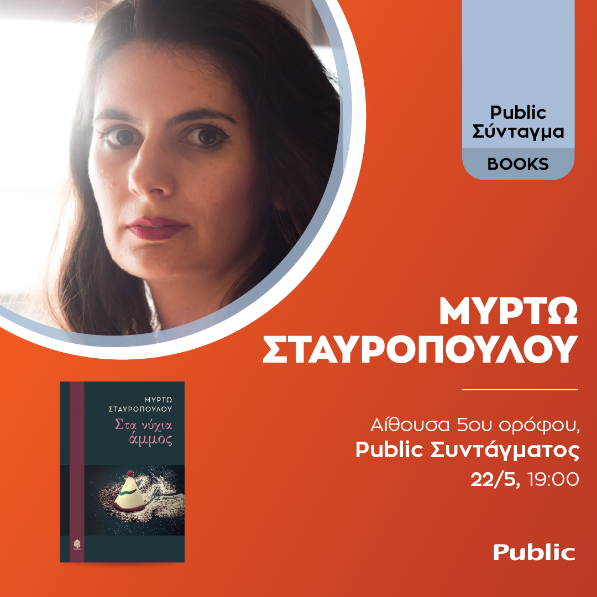 Public
Σύνταγμα
BOOKS
ΜΥΡΤΩ
ΣΤΑΥΡΟΠΟΥΛΟΥ
Αίθουσα 5ου ορόφου,
Public Συντάγματος
22/5, 19:00
ΜΥΡΤΩ
ΣΤΑΥΡΟΠΟΥΛΟΥ
Στα νύχια
άμμος
Public